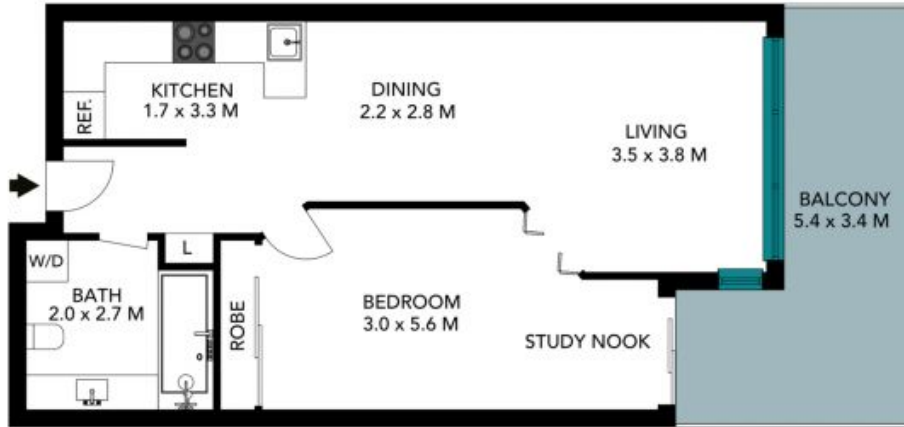 KITCHEN
1.7 x 3.3 M
REF.
DINING
2.2 x 2.8 M
LIVING
3.5 x 3.8 M
BALCONY
5.4 x 3.4 M
L
W/D
BATH
2.0 x 2.7 M
ROBE
BEDROOM
3.0 x 5.6 M
STUDY NOOK